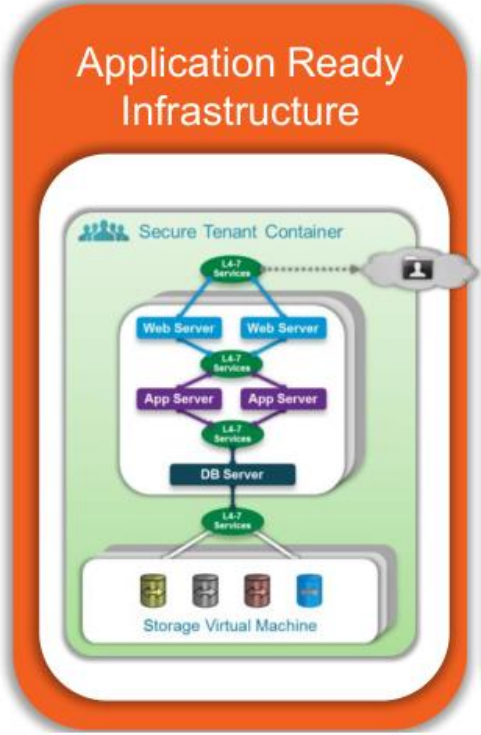 Application Ready
Infrastructure
Secure Tenant Container
L4-7
Services
Web Server
Web Server
L4-7
Services
App Server
App Server
L4-7
Services
DB Server
L4-7
Services
Storage Virtual Machine